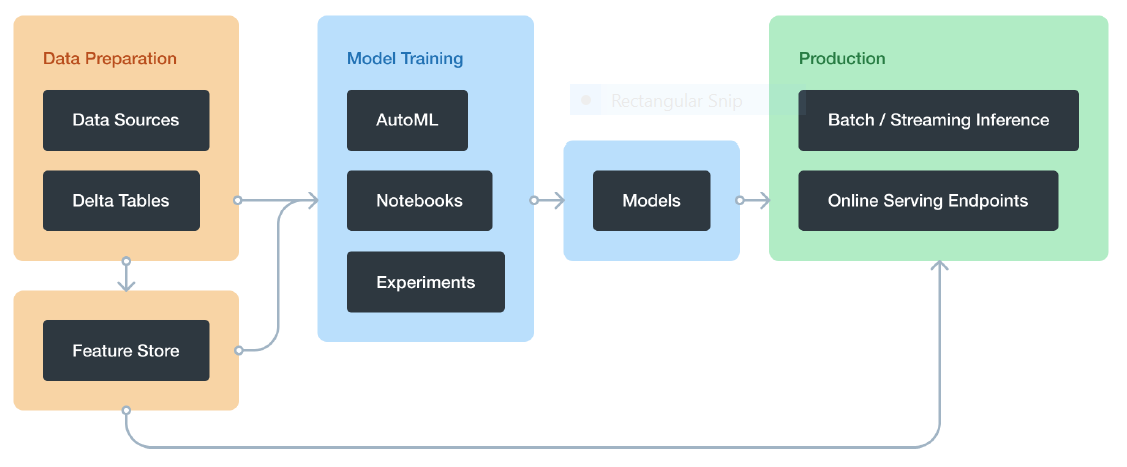 Data Preparation
Data Sources
Delta Tables
Feature Store
Model Training
AutoML
Notebooks
Experiments
Rectangular Snip
Models
Production
Batch / Streaming Inference
Online Serving Endpoints